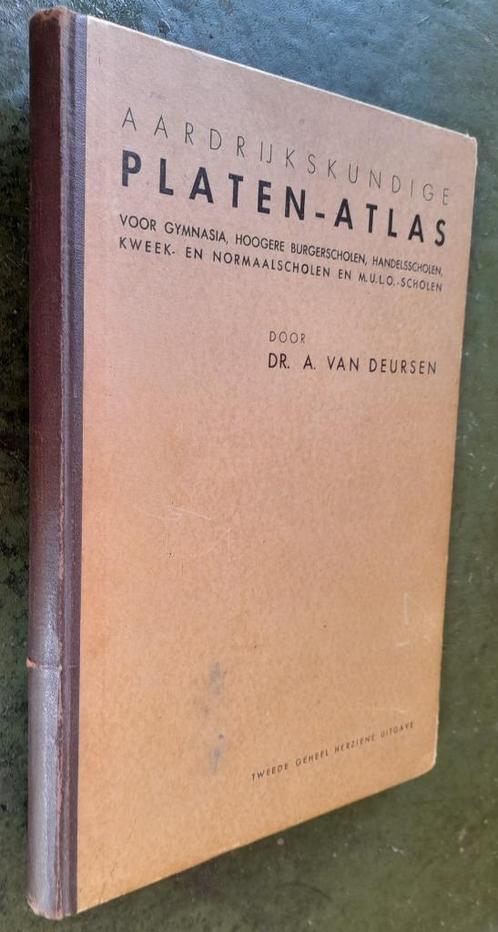 AARDRIJKSKUNDIGE
PLATEN-ATLAS
VOOR GYMNASIA, HOOGERE BURGERSCHOLEN, HANDELSSCHOLEN,
KWEEK- EN NORMAALSCHOLEN EN M.U.L.O.-SCHOLEN
DOOR
DR. A. VAN DEURSEN
TWEEDE GEHEEL HERZIENE UITGAVE